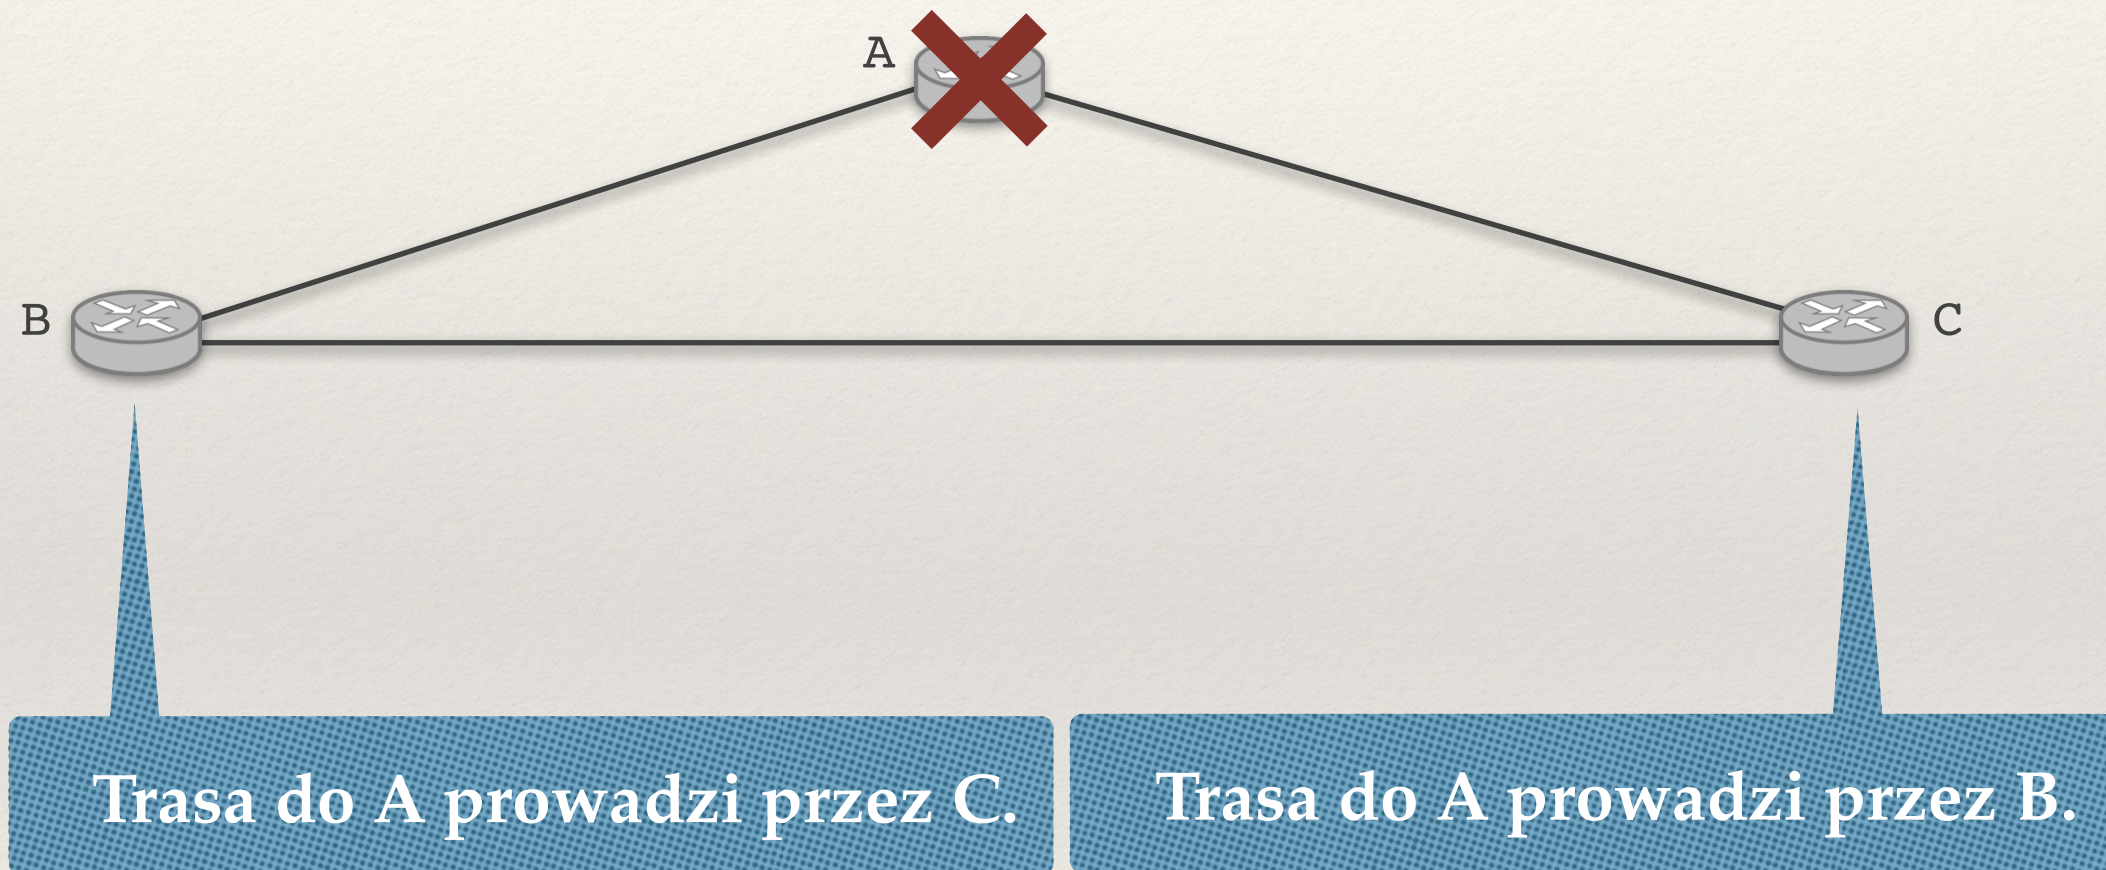 A
B
C
Trasa do A prowadzi przez C.
Trasa do A prowadzi przez B.